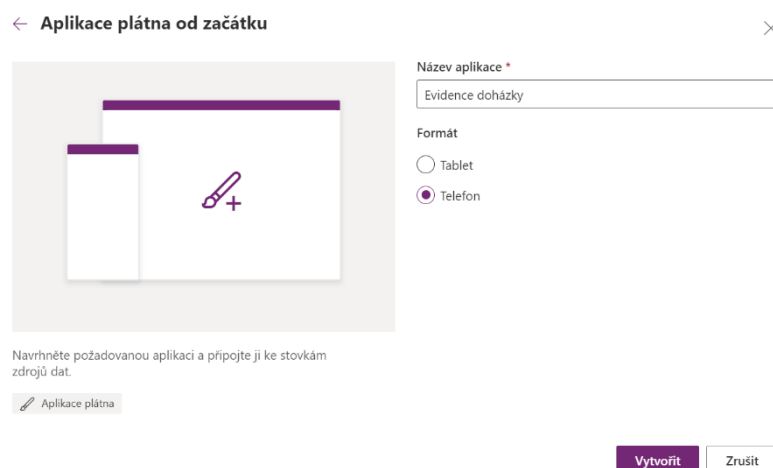 Aplikace plátna od začátku
Název aplikace *
Evidence doházky
Formát
Tablet
Telefon
Navrhněte požadovanou aplikaci a připojte ji ke stovkám
zdrojů dat.
Aplikace plátna
Vytvořit
Zrušit